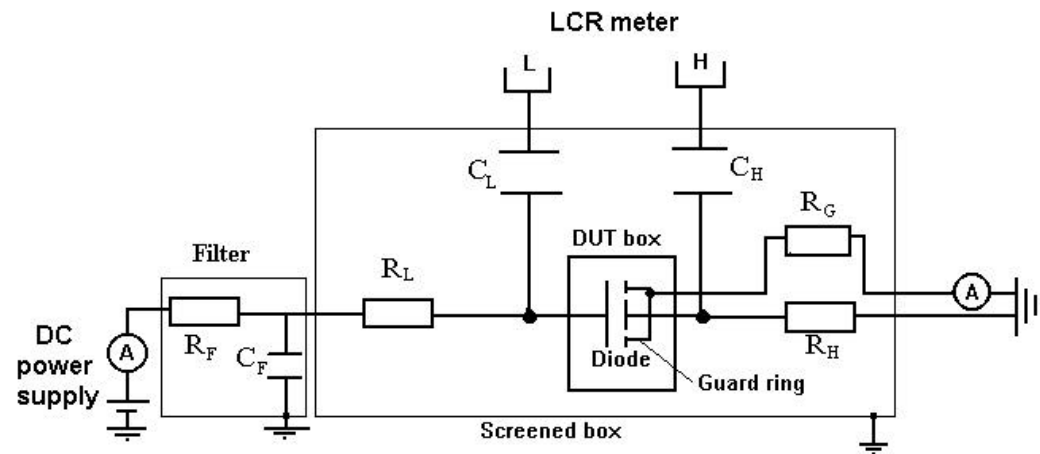 LCR meter
L
H
C_L
C_H
R_G
DUT box
Filter
R_L
A
DC
power
supply
A
R_F
C_F
Diode
R_H
Guard ring
Screened box